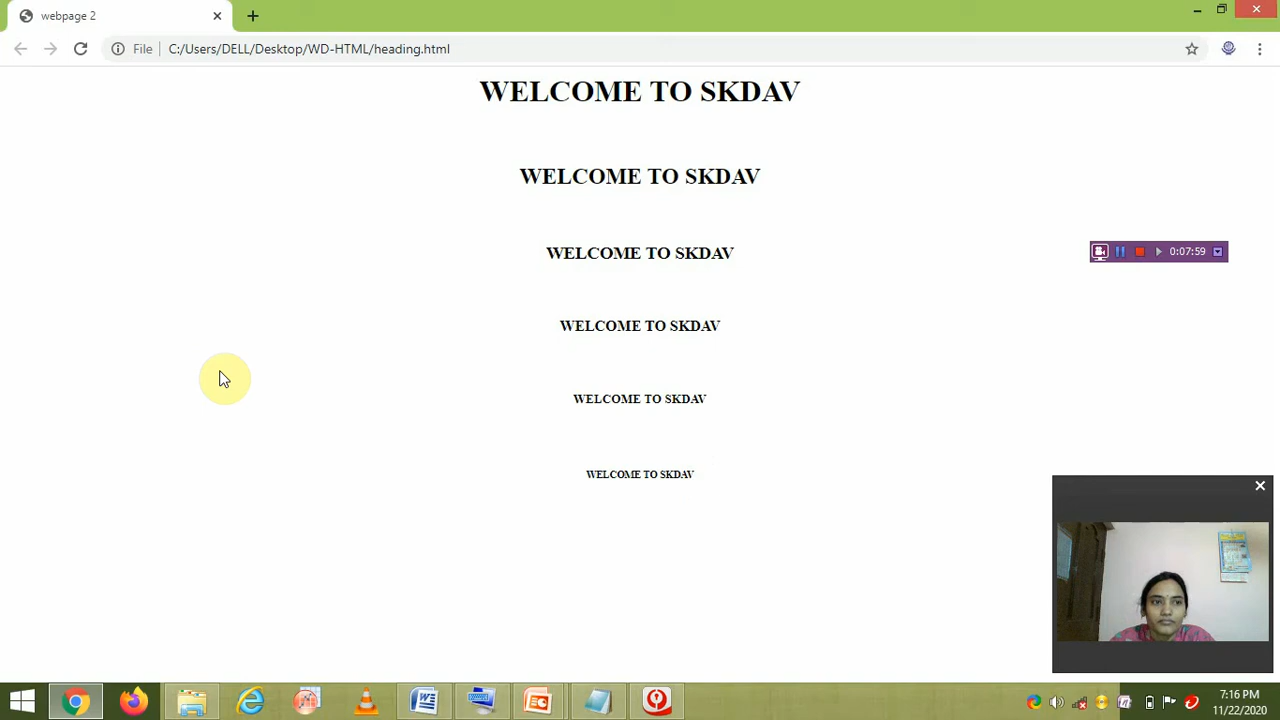 webpage 2
File
C:/Users/DELL/Desktop/WD-HTML/heading.html
WELCOME TO SKDAV
WELCOME TO SKDAV
WELCOME TO SKDAV
0:07:59
WELCOME TO SKDAV
WELCOME TO SKDAV
WELCOME TO SKDAV
7:16 PM
11/22/2020